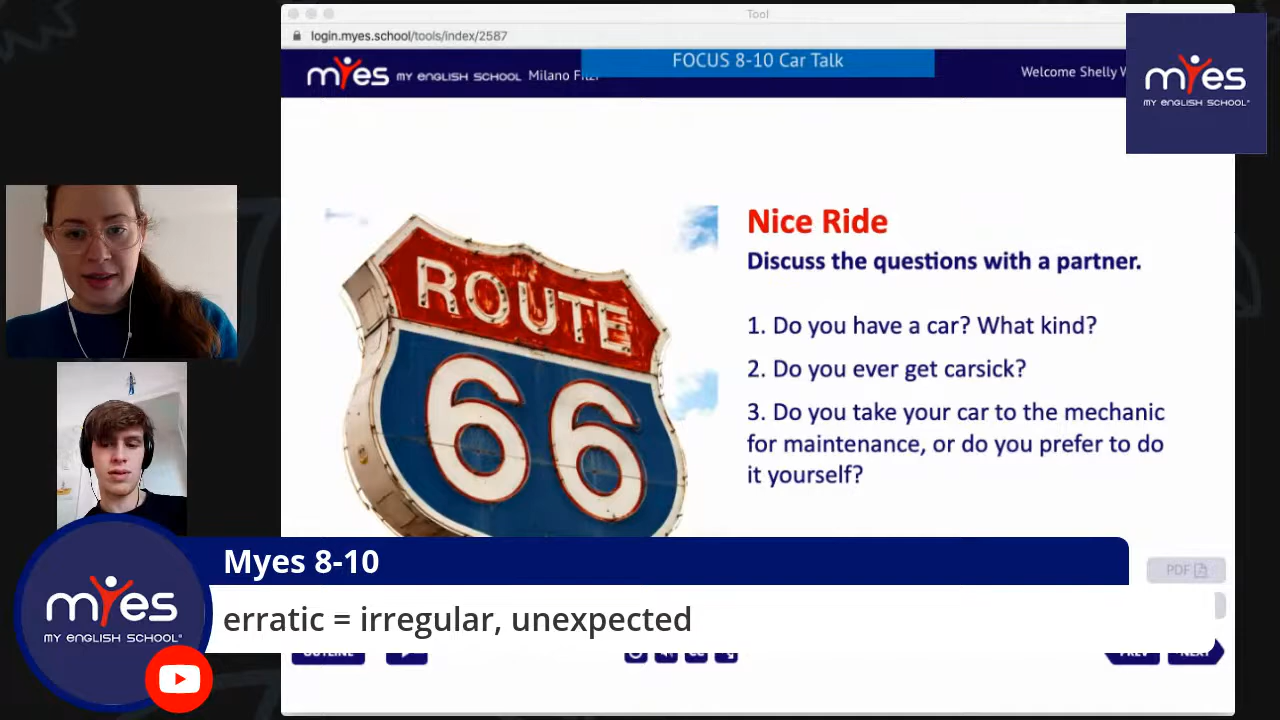 Tool
login.myes.school/tools/index/2587
FOCUS 8-10 Car Talk
myes MY ENGLISH SCHOOL Milano
Welcome Shelly
myes
MY ENGLISH SCHOOL
ROUTE
66
Nice Ride
Discuss the questions with a partner.
1. Do you have a car? What kind?
2. Do you ever get carsick?
3. Do you take your car to the mechanic
for maintenance, or do you prefer to do
it yourself?
PDF
Myes 8-10
erratic = irregular, unexpected
myes
MY ENGLISH SCHOOL
OUTLINE
PREV
NEXT